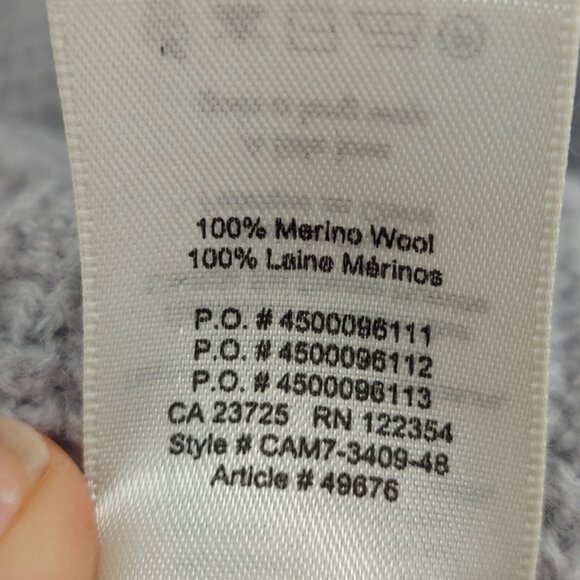 100% Merino Wool
100% Laine Mérinos
P.O. # 4500096111
P.O. # 4500096112
P.O. # 4500096113
CA 23725 RN 122354
Style # CAM7-3409-48
Article # 49676